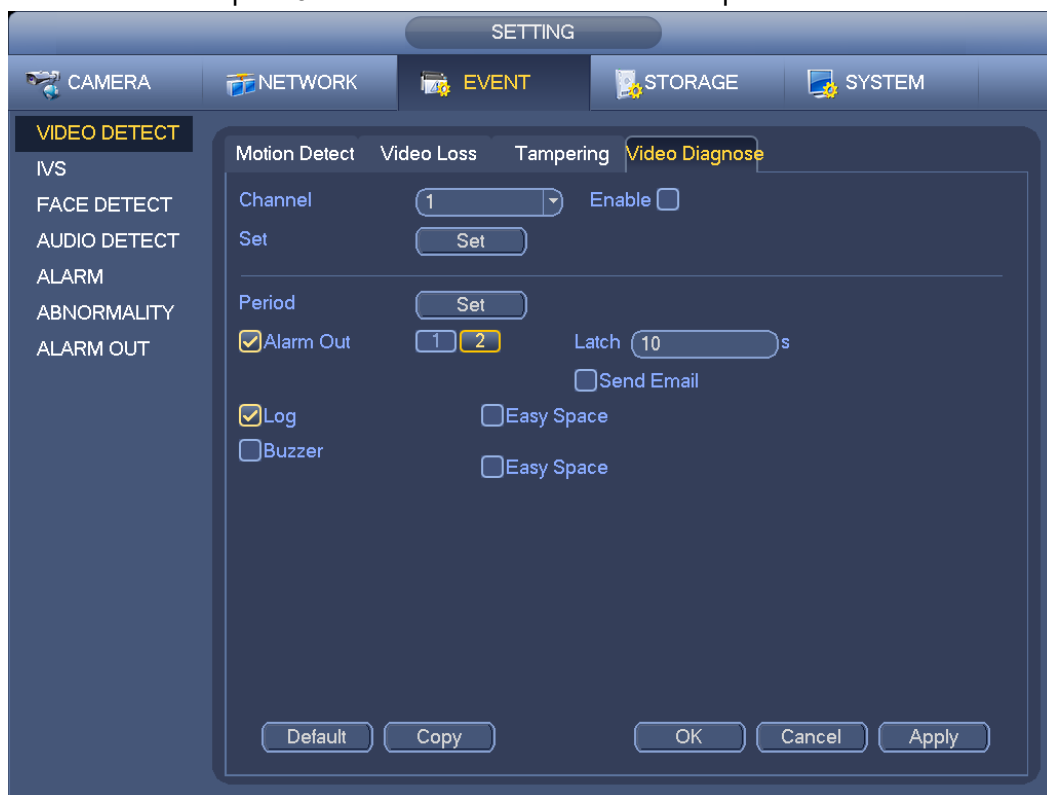 SETTING
CAMERA NETWORK EVENT STORAGE SYSTEM
VIDEO DETECT
IVS
FACE DETECT
AUDIO DETECT
ALARM
ABNORMALITY
ALARM OUT
Motion Detect Video Loss Tampering Video Diagnose
Channel 1 Enable
Set Set
Period Set
Alarm Out 1 2 Latch 10 s
Send Email
Log Easy Space
Buzzer
Easy Space
Default Copy OK Cancel Apply